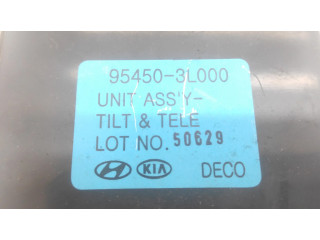 95450-3L000
UNIT ASS'Y-
TILT & TELE
LOT NO. 50629
KIA DECO